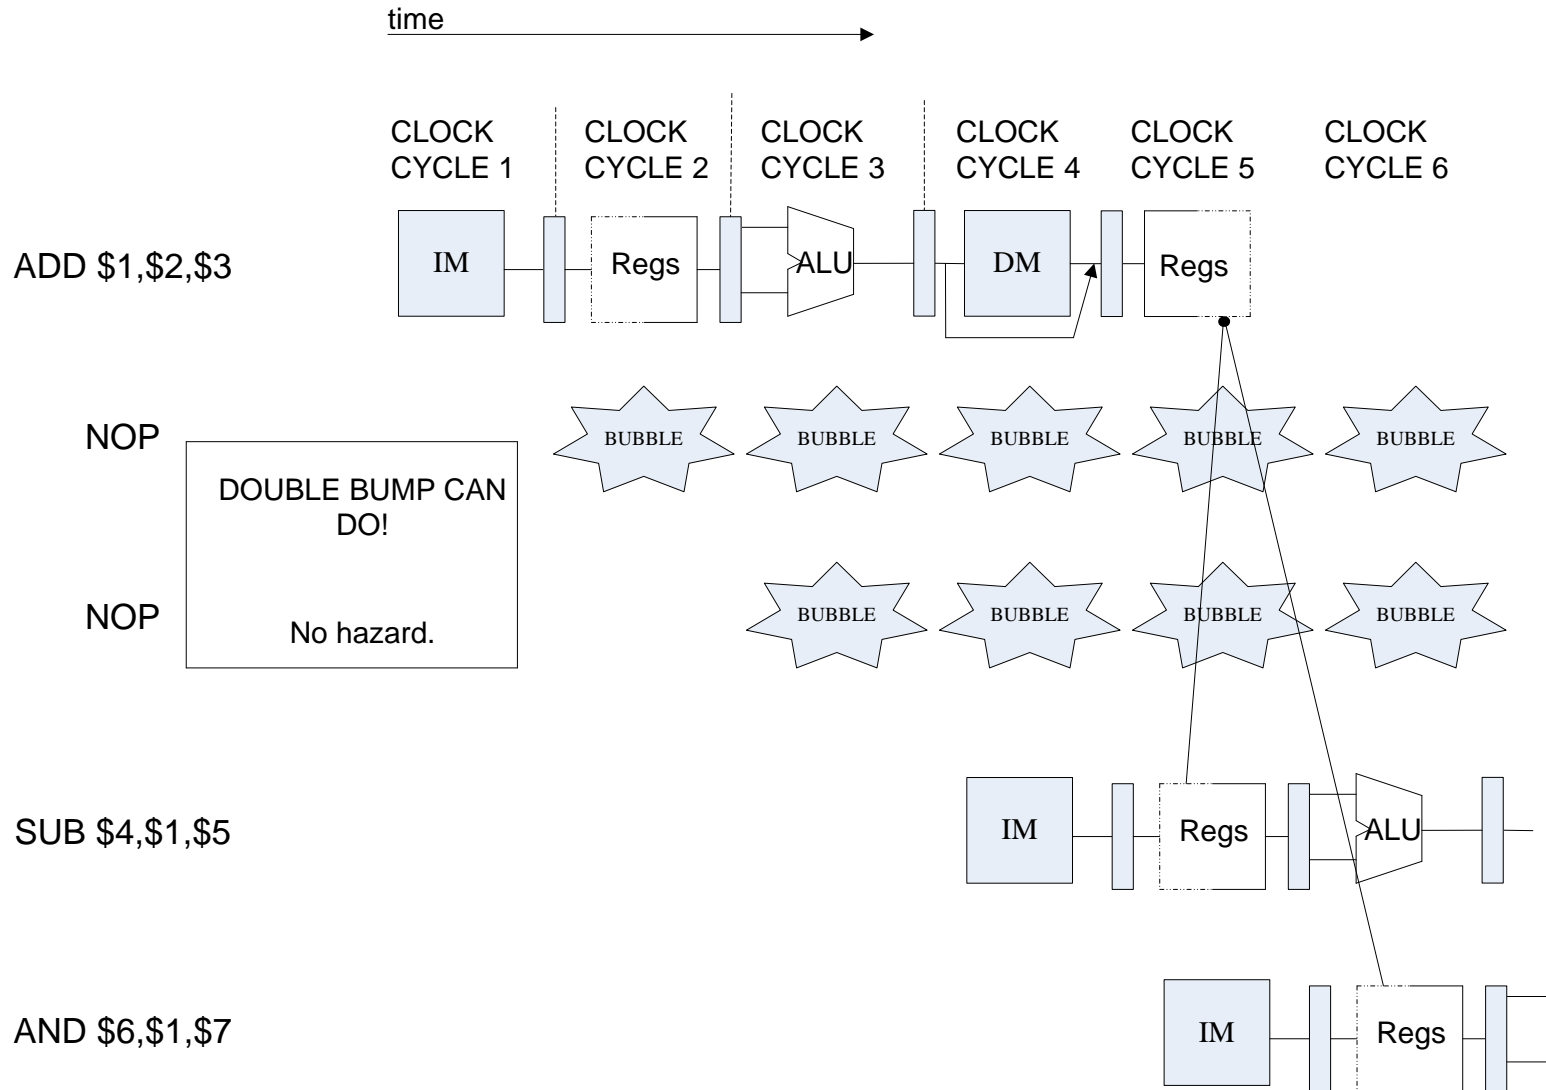 time
CLOCK CLOCK CLOCK CLOCK CLOCK CLOCK
CYCLE 1 CYCLE 2 CYCLE 3 CYCLE 4 CYCLE 5 CYCLE 6
ADD $1,$2,$3 IM Regs ALU DM Regs
NOP BUBBLE BUBBLE BUBBLE BUBBLE BUBBLE
DOUBLE BUMP CAN
DO!
NOP BUBBLE BUBBLE BUBBLE BUBBLE
No hazard.
SUB $4,$1,$5 IM Regs ALU
AND $6,$1,$7 IM Regs